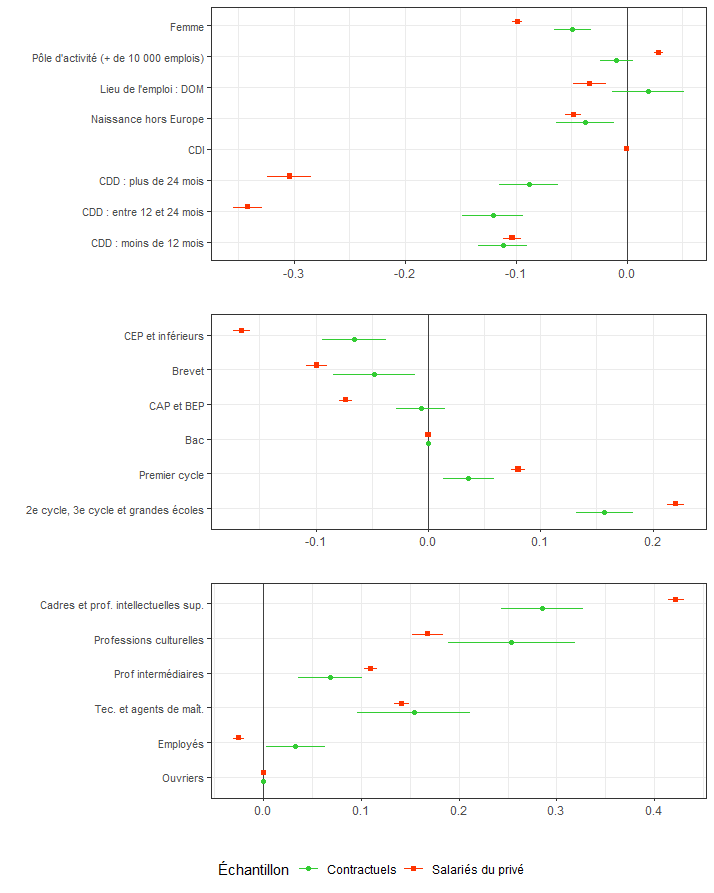 Femme
Pôle d'activité (+ de 10 000 emplois)
Lieu de l'emploi : DOM
Naissance hors Europe
CDI
CDD : plus de 24 mois
CDD : entre 12 et 24 mois
CDD : moins de 12 mois
-0.3 -0.2 -0.1 0.0
CEP et inférieurs
Brevet
CAP et BEP
Bac
Premier cycle
2e cycle, 3e cycle et grandes écoles
-0.1 0.0 0.1 0.2
Cadres et prof. intellectuelles sup.
Professions culturelles
Prof intermédiaires
Tec. et agents de maît.
Employés
Ouvriers
0.0 0.1 0.2 0.3 0.4
Échantillon Contractuels Salariés du privé